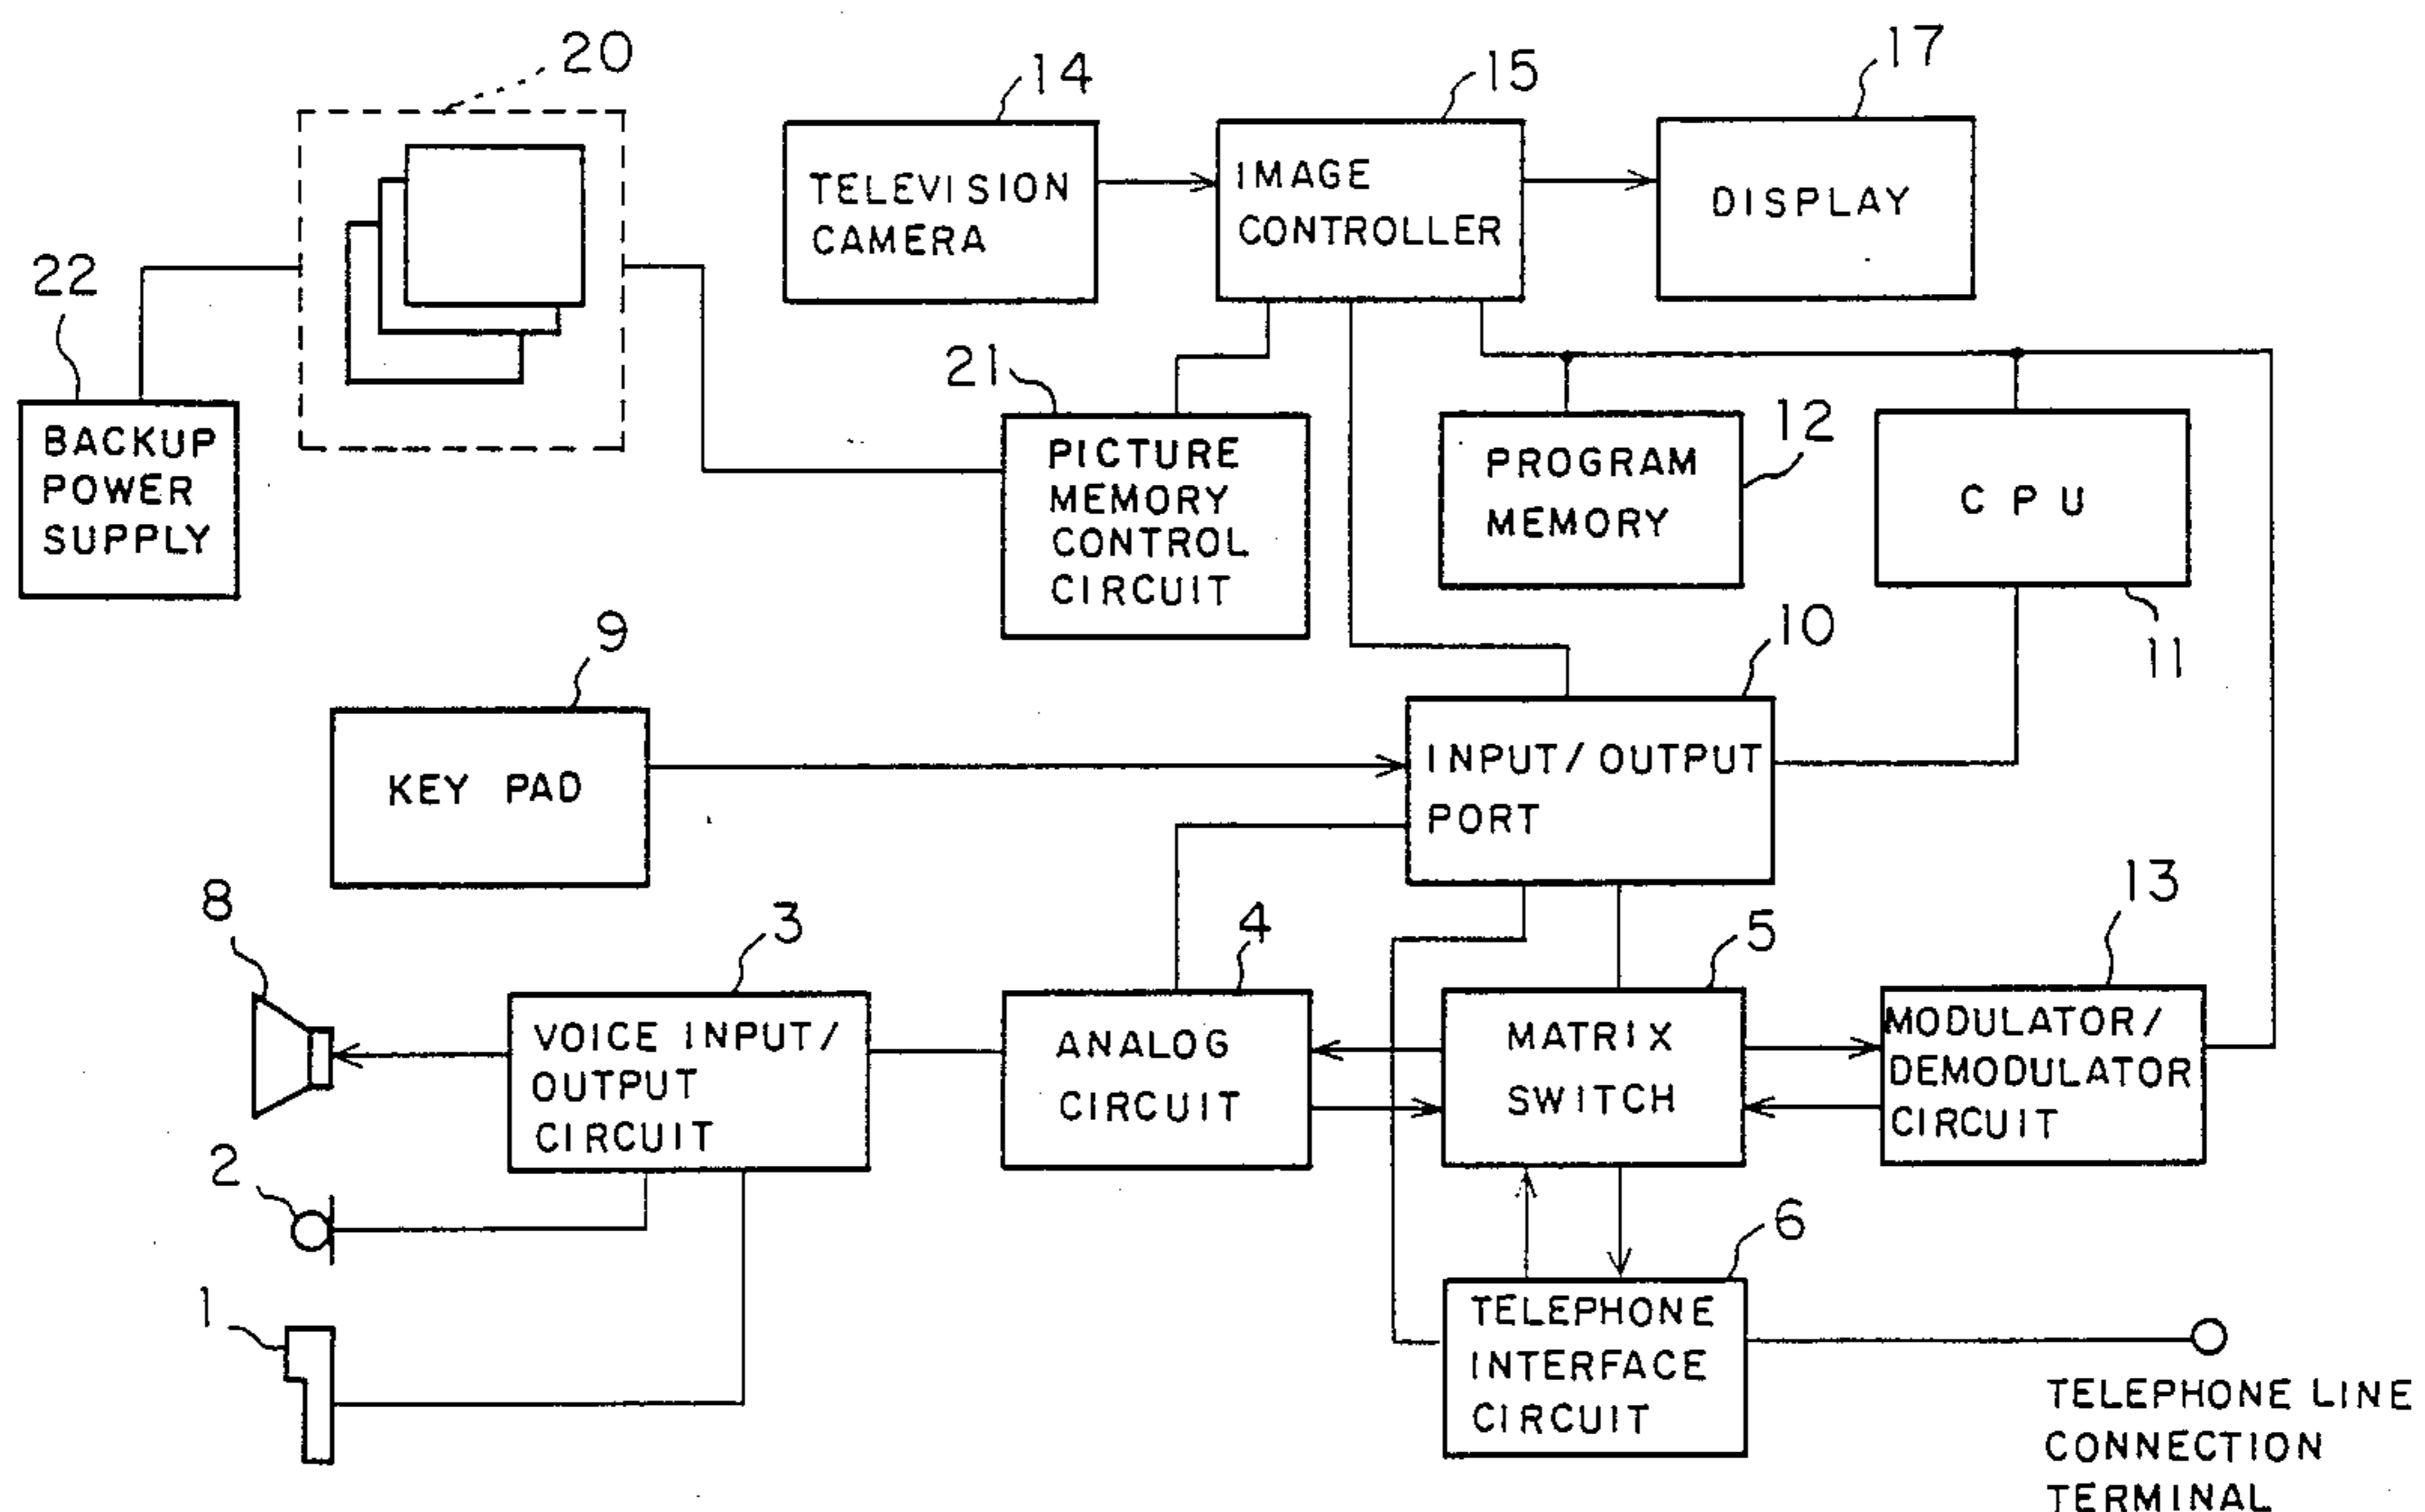 20
14
15
17
TELEVISION
CAMERA
IMAGE
CONTROLLER
DISPLAY
22
BACKUP
POWER
SUPPLY
21
PICTURE
MEMORY
CONTROL
CIRCUIT
12
PROGRAM
MEMORY
CPU
11
9
KEY PAD
10
INPUT/OUTPUT
PORT
8
3
VOICE INPUT/
OUTPUT
CIRCUIT
4
ANALOG
CIRCUIT
5
MATRIX
SWITCH
13
MODULATOR/
DEMODULATOR
CIRCUIT
2
1
6
TELEPHONE
INTERFACE
CIRCUIT
TELEPHONE LINE
CONNECTION
TERMINAL